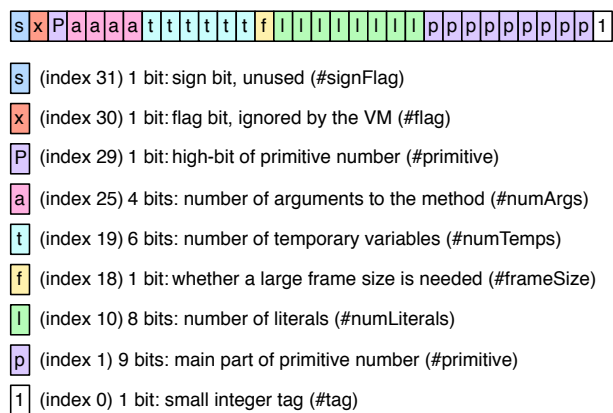 s x P a a a a t t t t t t f l l l l l l l l p p p p p p p p p 1
s (index 31) 1 bit: sign bit, unused (#signFlag)
x (index 30) 1 bit: flag bit, ignored by the VM (#flag)
P (index 29) 1 bit: high-bit of primitive number (#primitive)
a (index 25) 4 bits: number of arguments to the method (#numArgs)
t (index 19) 6 bits: number of temporary variables (#numTemps)
f (index 18) 1 bit: whether a large frame size is needed (#frameSize)
l (index 10) 8 bits: number of literals (#numLiterals)
p (index 1) 9 bits: main part of primitive number (#primitive)
1 (index 0) 1 bit: small integer tag (#tag)